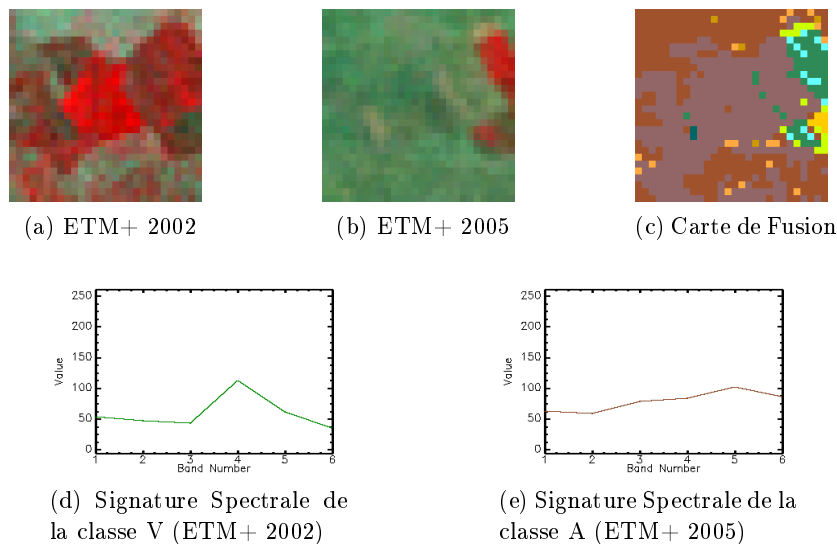 (a) ETM+ 2002
(b) ETM+ 2005
(c) Carte de Fusion
250
200
150
100
50
0
Value
1 2 3 4 5 6
Band Number
250
200
150
100
50
0
Value
1 2 3 4 5 6
Band Number
(d) Signature Spectrale de
la classe V (ETM+ 2002)
(e) Signature Spectrale de la
classe A (ETM+ 2005)